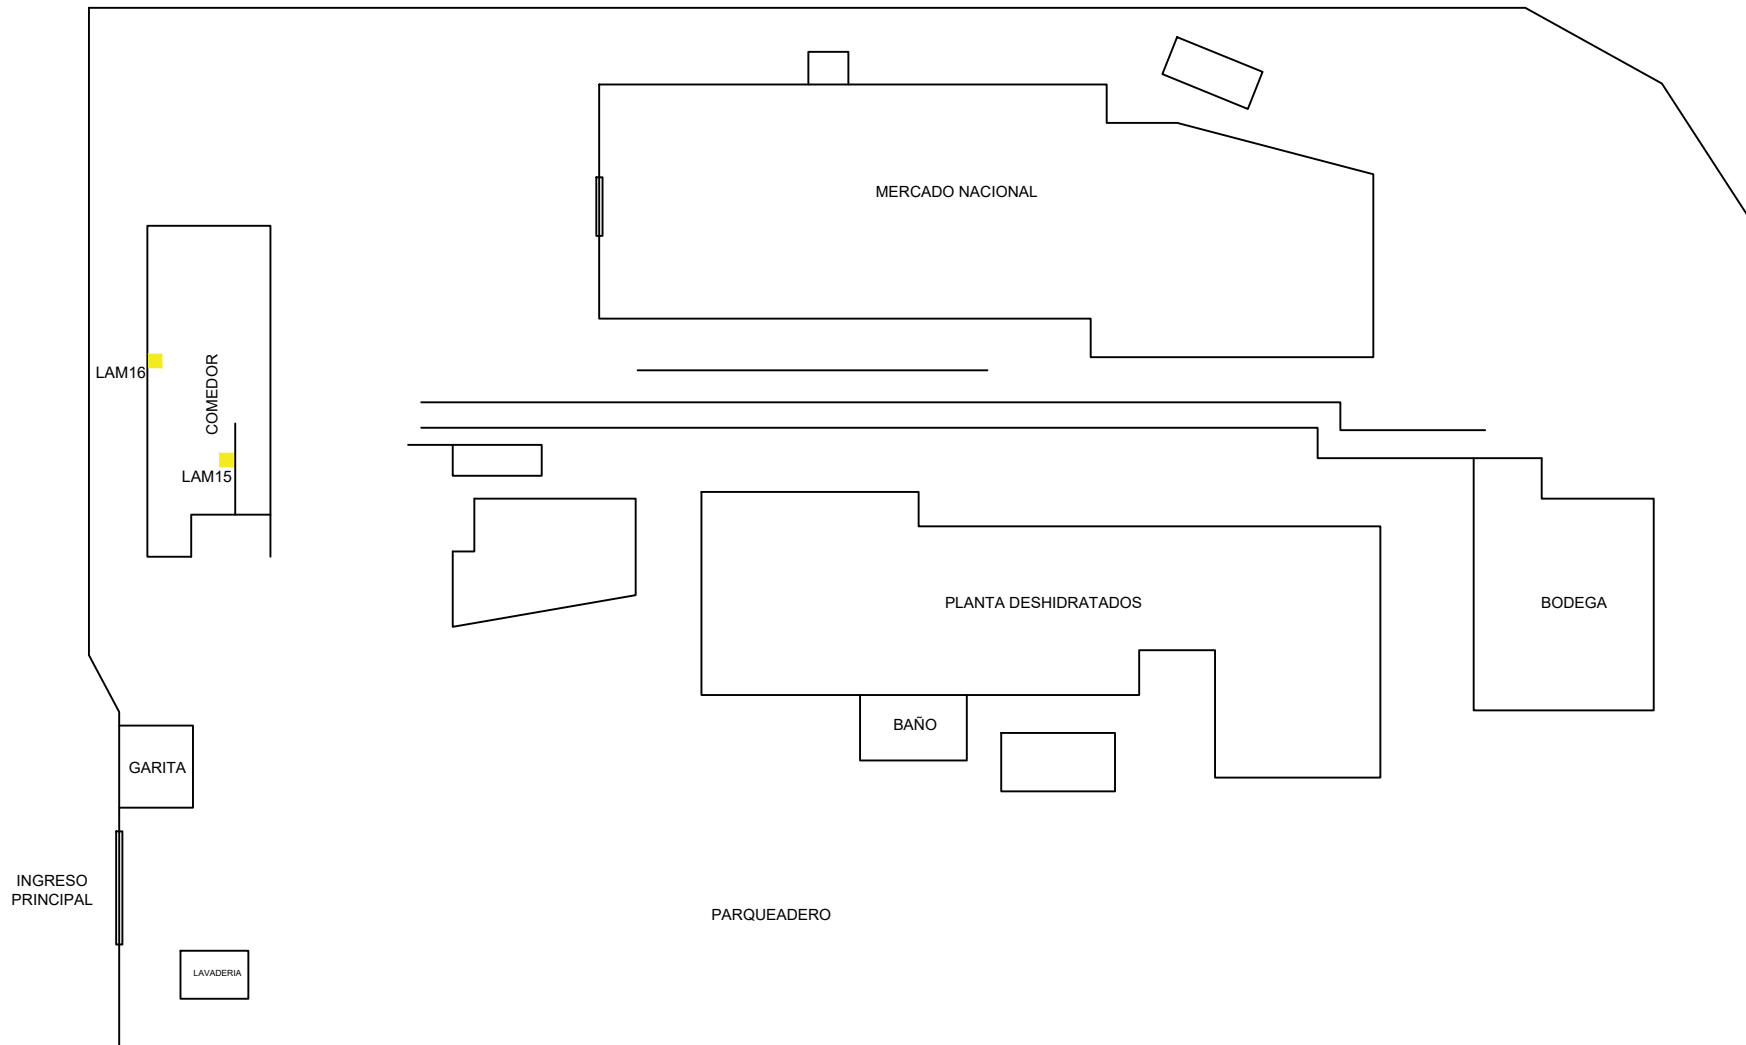 MERCADO NACIONAL
LAM16
COMEDOR
LAM15
PLANTA DESHIDRATADOS
BODEGA
BAÑO
GARITA
INGRESO
PRINCIPAL
PARQUEADERO
LAVADERIA